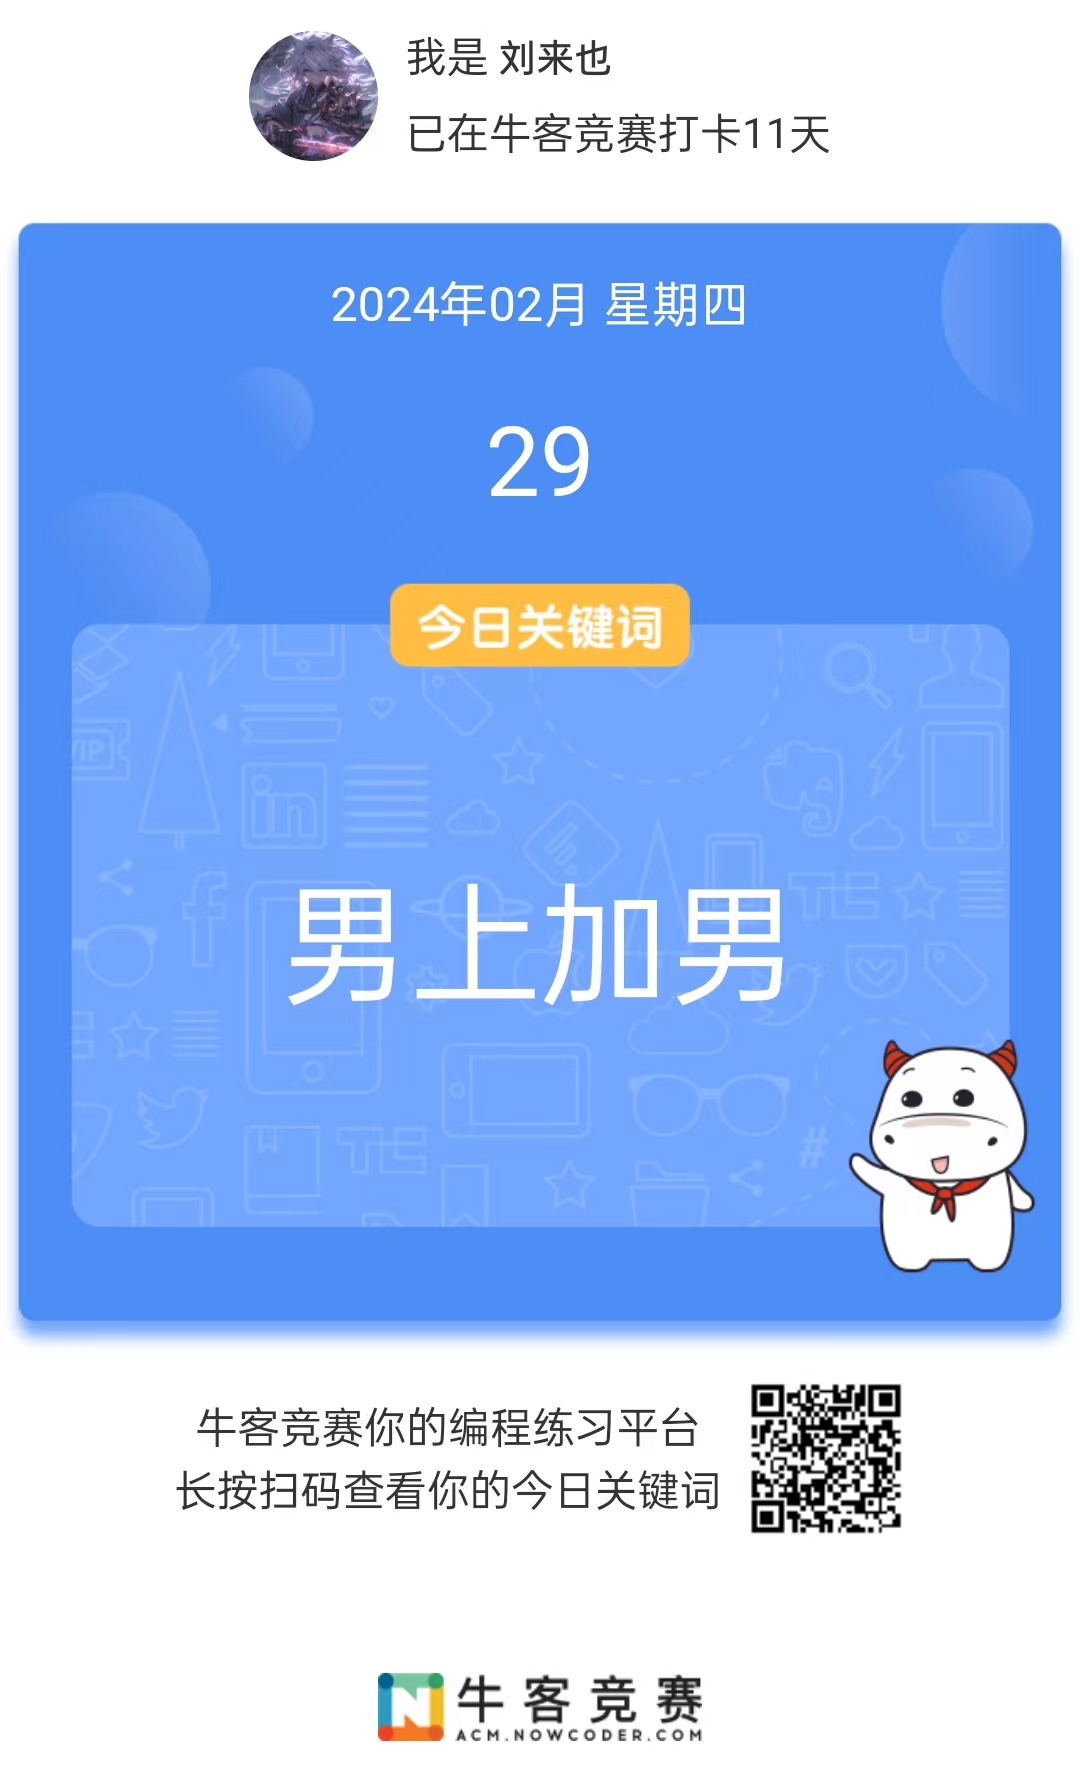 我是 刘来也
已在牛客竞赛打卡11天
2024年02月 星期四
29
今日关键词
VIP
in
男上加男
#
牛客竞赛你的编程练习平台
长按扫码查看你的今日关键词
牛客竞赛
ACM.NOWCODER.COM